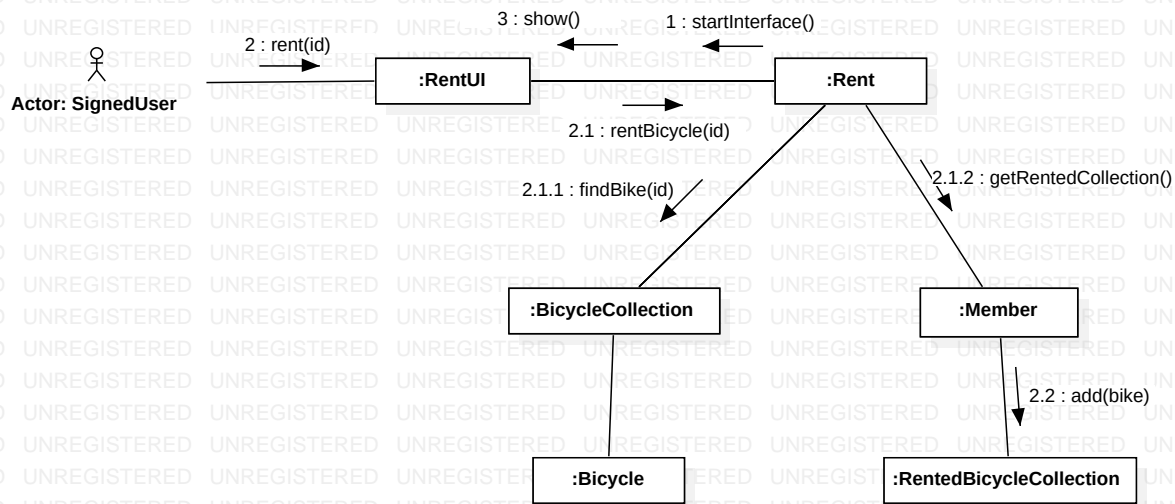 3 : show()
1 : startInterface()
2 : rent(id)
:RentUI
:Rent
Actor: SignedUser
2.1 : rentBicycle(id)
2.1.1 : findBike(id)
2.1.2 : getRentedCollection()
:BicycleCollection
:Member
2.2 : add(bike)
:Bicycle
:RentedBicycleCollection
UNREGISTERED